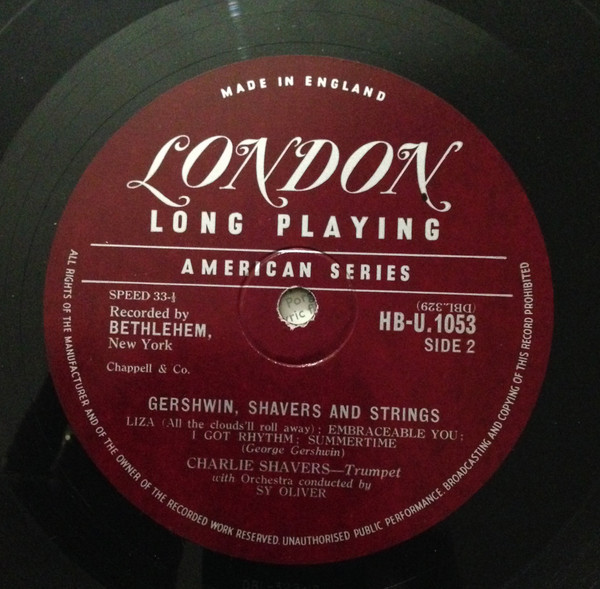 MADE IN ENGLAND
LONDON
LONG PLAYING
AMERICAN SERIES
SPEED 33-⅓
Recorded by
BETHLEHEM,
New York
Chappell & Co.
(DBL.329)
HB-U.1053
SIDE 2
GERSHWIN, SHAVERS AND STRINGS
LIZA (All the clouds'll roll away); EMBRACEABLE YOU;
I GOT RHYTHM; SUMMERTIME
(George Gershwin)
CHARLIE SHAVERS—Trumpet
with Orchestra conducted by
SY OLIVER
ALL RIGHTS OF THE MANUFACTURER AND OF THE OWNER OF THE RECORDED WORK RESERVED. UNAUTHORISED PUBLIC PERFORMANCE, BROADCASTING AND COPYING OF THIS RECORD PROHIBITED